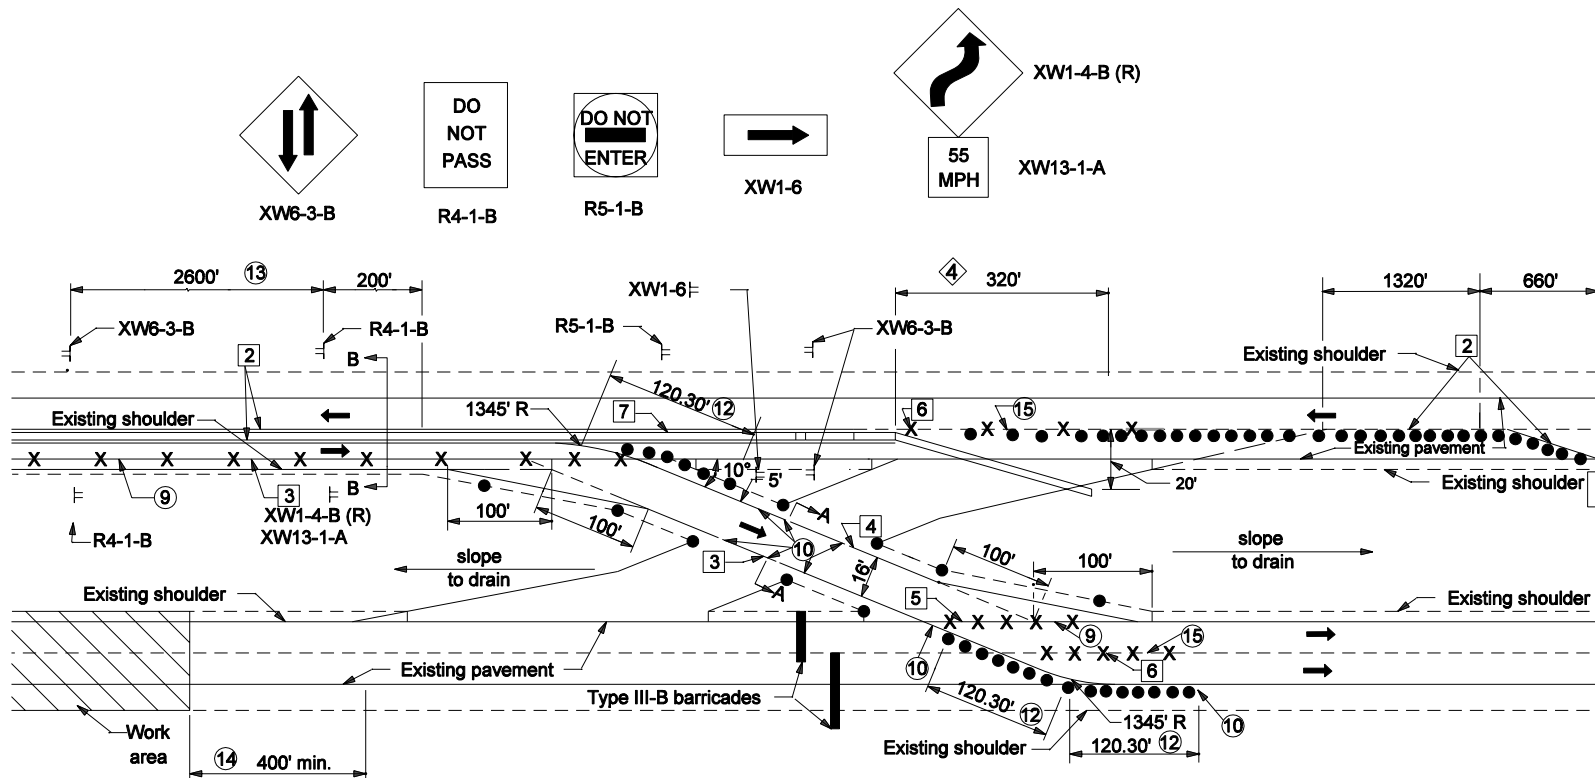 XW1-4-B (R)
DO
NOT
PASS
DO NOT
ENTER
55
MPH
XW13-1-A
XW6-3-B
R4-1-B
R5-1-B
XW1-6
2600'
13
200'
XW1-6
4
320'
1320'
660'
XW6-3-B
R4-1-B
R5-1-B
XW6-3-B
2
B
Existing shoulder
2
120.30'
12
Existing shoulder
1345' R
7
6
X
X
15
X
Existing pavement
X X X X X X X X X X
10°
5'
20'
Existing shoulder
9
3
B
XW1-4-B (R)
XW13-1-A
R4-1-B
100'
100'
A
4
10
3
slope
to drain
16'
100'
100'
slope
to drain
Existing shoulder
A
5
Existing shoulder
X X X X X
9
15
X X X X X
6
Existing pavement
10
Type III-B barricades
120.30'
12
1345' R
10
Work
area
Existing shoulder
120.30'
12
14
400' min.